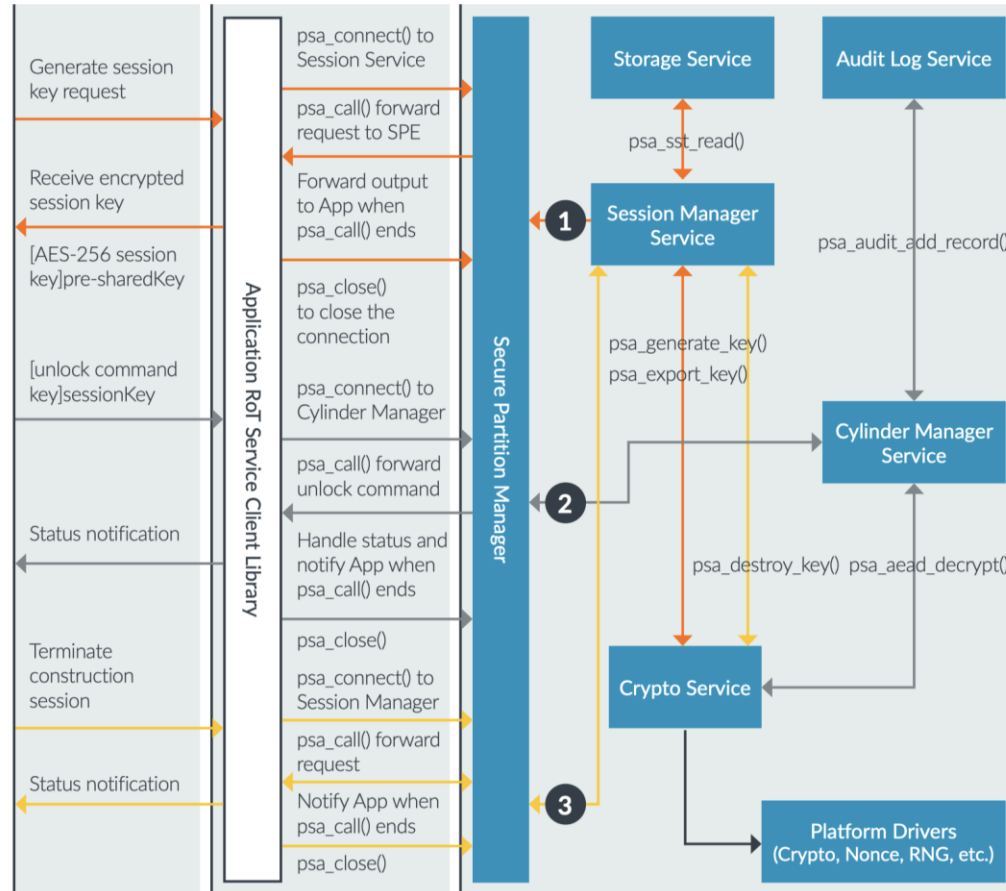 Generate session
key request
Receive encrypted
session key
[AES-256 session
key]pre-sharedKey
[unlock command
key]sessionKey
Status notification
Terminate
construction
session
Status notification
Application RoT Service Client Library
psa_connect() to
Session Service
psa_call() forward
request to SPE
Forward output
to App when
psa_call() ends
psa_close()
to close the
connection
psa_connect() to
Cylinder Manager
psa_call() forward
unlock command
Handle status and
notify App when
psa_call() ends
psa_close()
psa_connect() to
Session Manager
psa_call() forward
request
Notify App when
psa_call() ends
psa_close()
Secure Partition Manager
Storage Service
Audit Log Service
psa_sst_read()
1
Session Manager
Service
psa_audit_add_record()
psa_generate_key()
psa_export_key()
Cylinder Manager
Service
2
psa_destroy_key()
psa_aead_decrypt()
Crypto Service
3
Platform Drivers
(Crypto, Nonce, RNG, etc.)